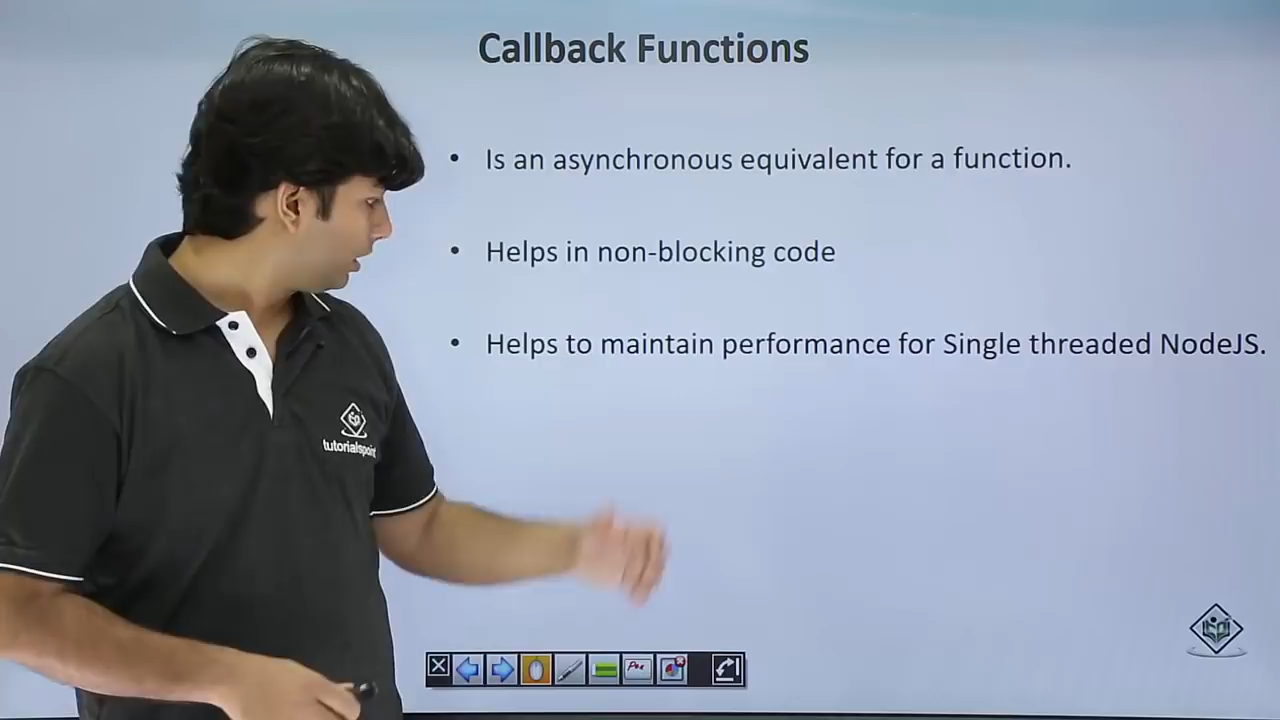 Callback Functions
• Is an asynchronous equivalent for a function.
• Helps in non-blocking code
• Helps to maintain performance for Single threaded NodeJS.
tutorialspoint